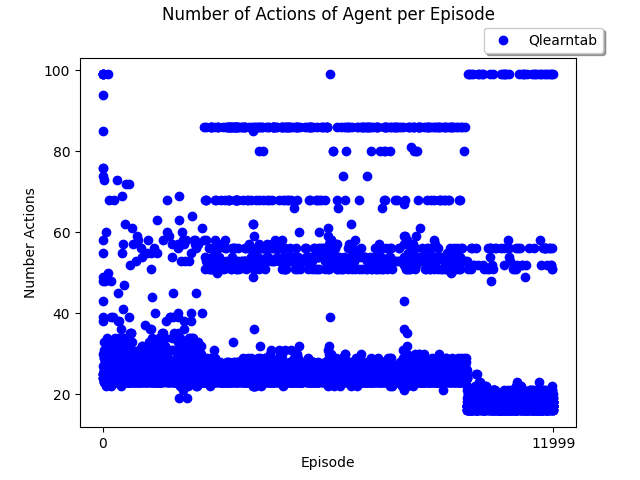 Number of Actions of Agent per Episode
Qlearntab
100
80
60
40
20
Number Actions
0
11999
Episode